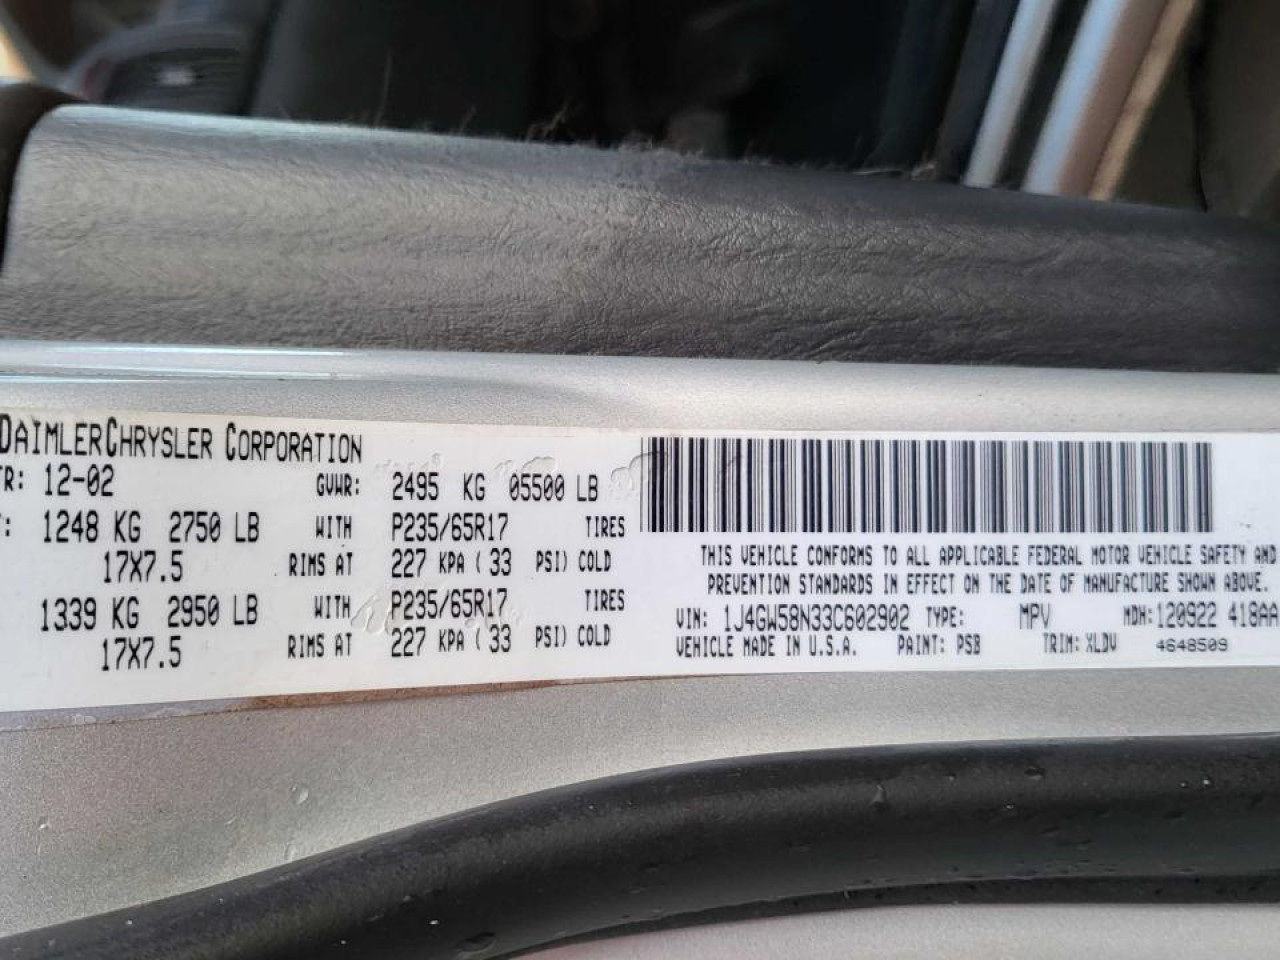 DAIMLERCHRYSLER CORPORATION
TR: 12-02 GVWR: 2495 KG 05500 LB
T: 1248 KG 2750 LB WITH P235/65R17 TIRES
17X7.5 RIMS AT 227 KPA ( 33 PSI) COLD
1339 KG 2950 LB WITH P235/65R17 TIRES
17X7.5 RIMS AT 227 KPA ( 33 PSI) COLD
THIS VEHICLE CONFORMS TO ALL APPLICABLE FEDERAL MOTOR VEHICLE SAFETY AND
PREVENTION STANDARDS IN EFFECT ON THE DATE OF MANUFACTURE SHOWN ABOVE.
VIN: 1J4GW58N33C602902 TYPE: MPV MDH: 120922 418AA
VEHICLE MADE IN U.S.A. PAINT: PSB TRIM: XLDV 4648509